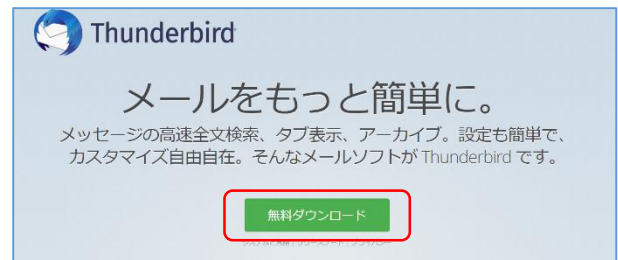 Thunderbird
メールをもっと簡単に。
メッセージの高速全文検索、タブ表示、アーカイブ。設定も簡単で、
カスタマイズ自由自在。そんなメールソフトが Thunderbird です。
無料ダウンロード